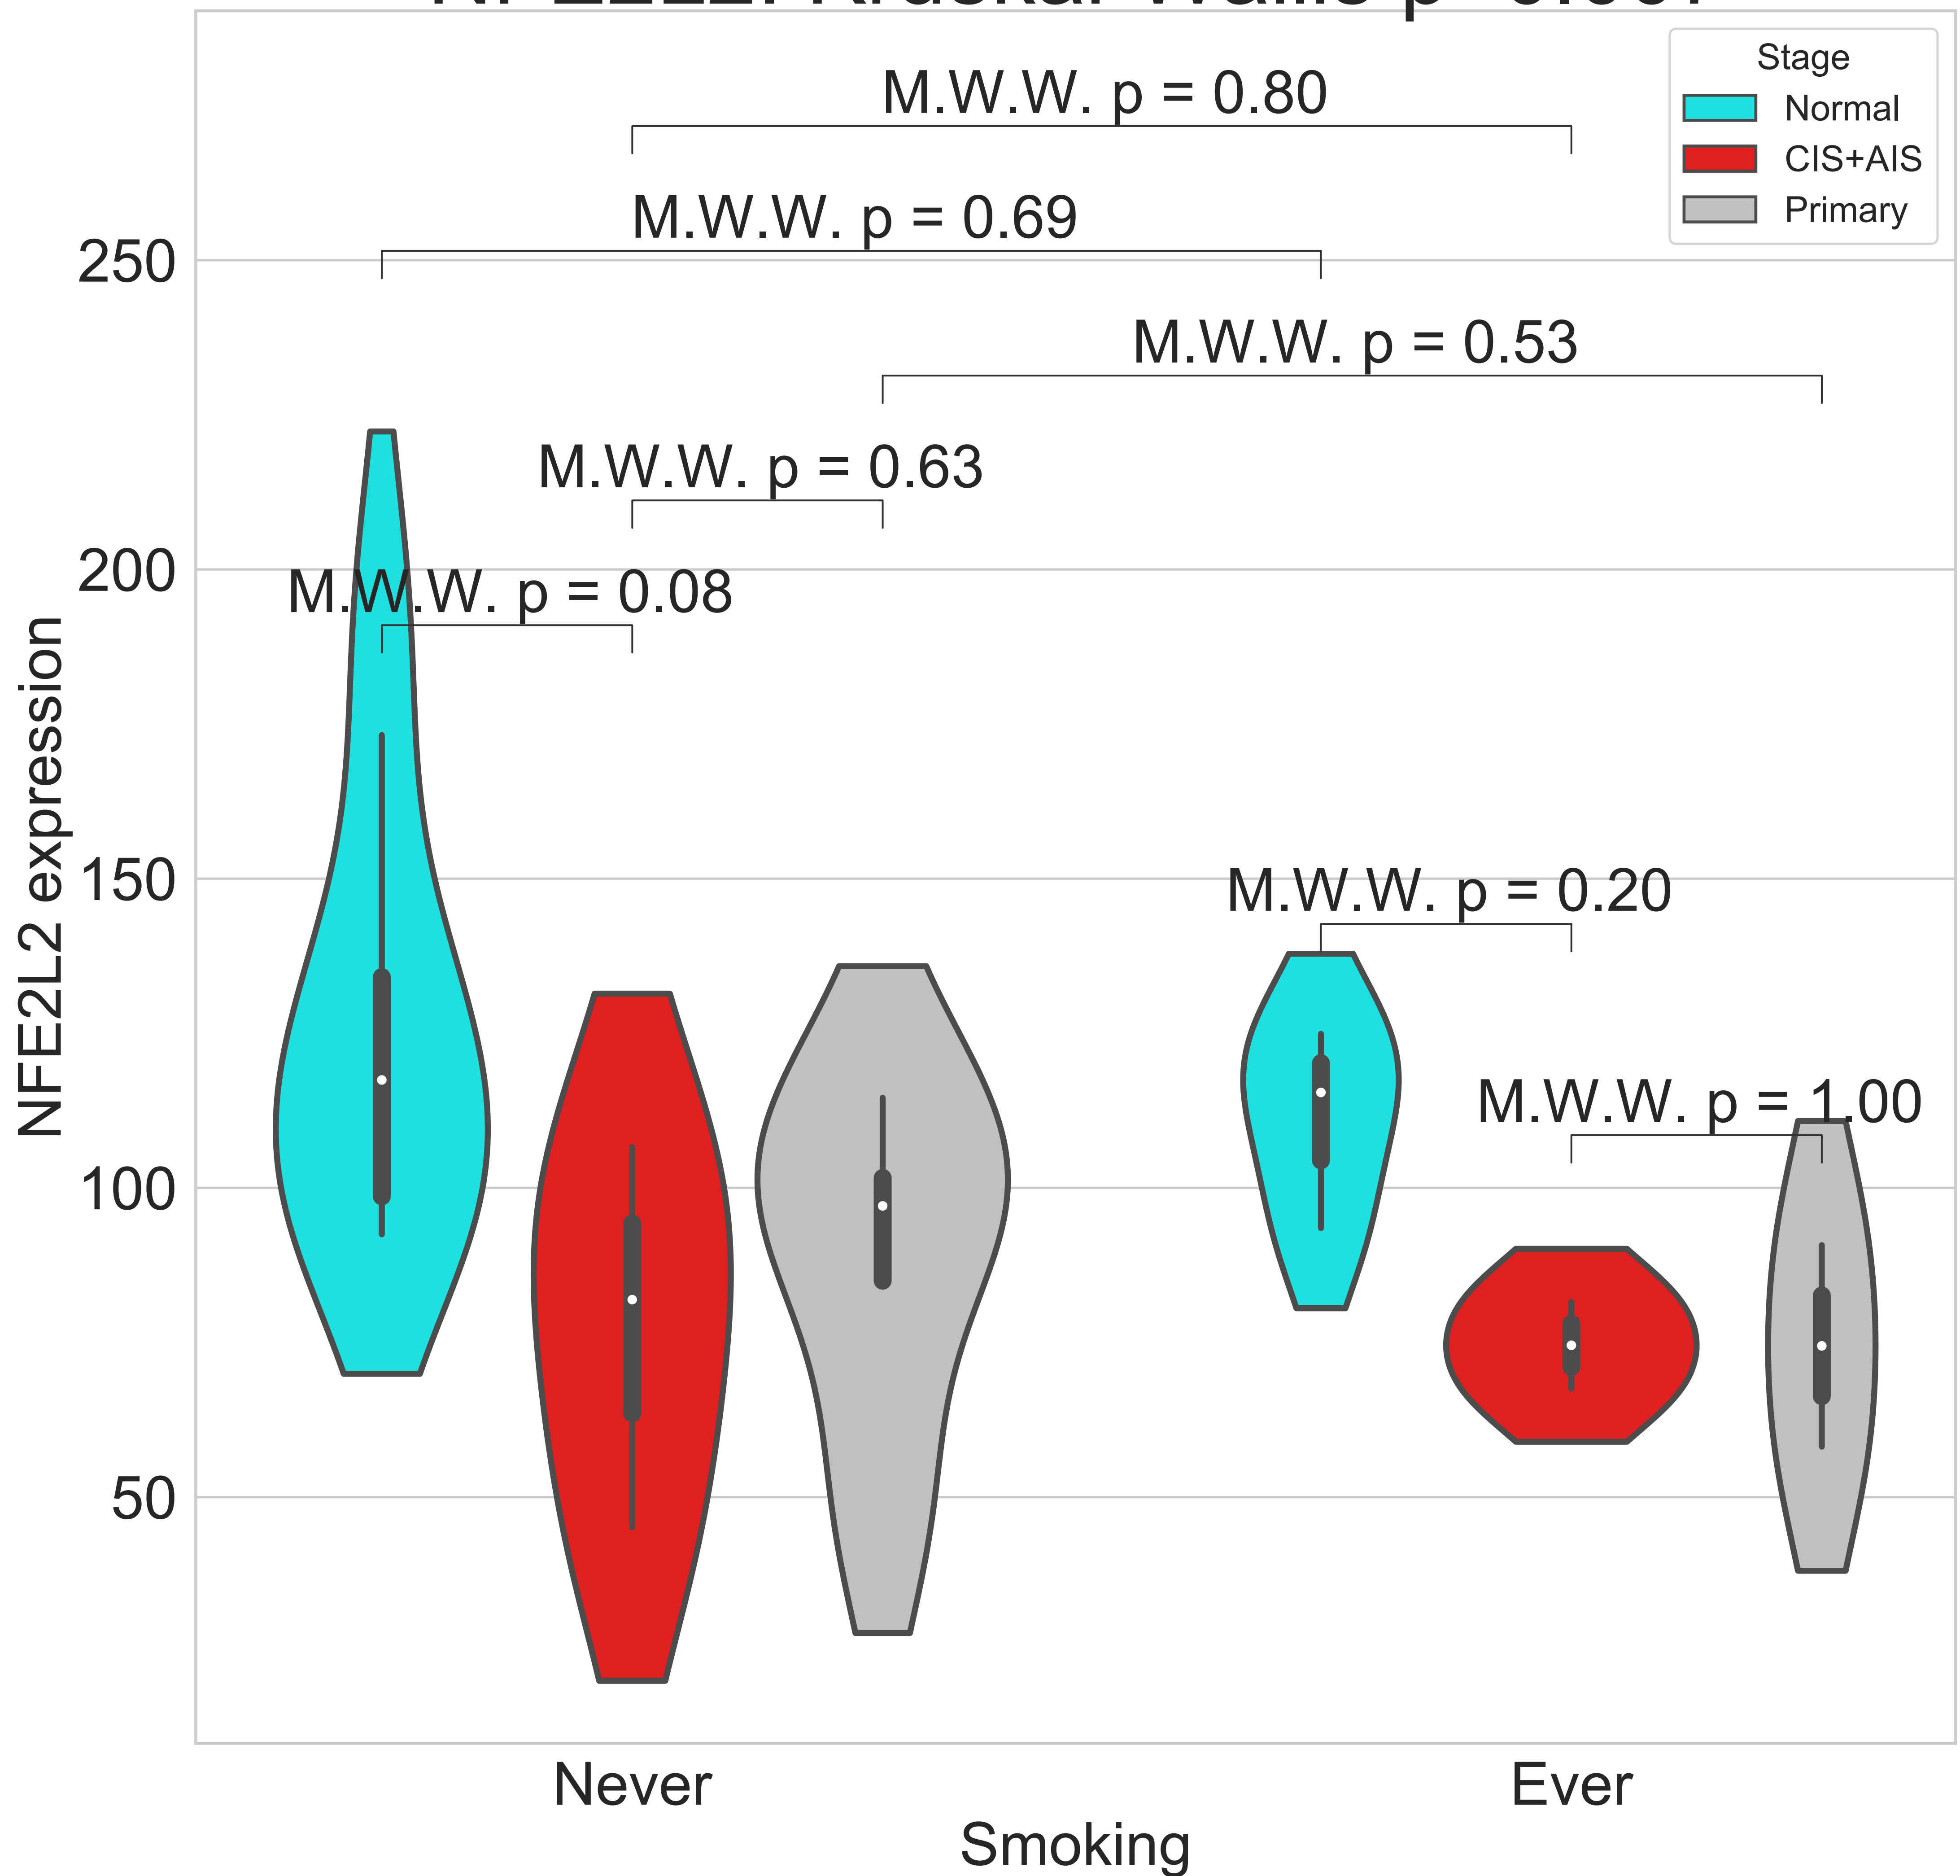 Stage
Normal
CIS+AIS
Primary
M.W.W. p = 0.80
M.W.W. p = 0.69
M.W.W. p = 0.53
M.W.W. p = 0.63
M.W.W. p = 0.08
M.W.W. p = 0.20
M.W.W. p = 1.00
250
200
150
100
50
NFE2L2 expression
Never
Ever
Smoking